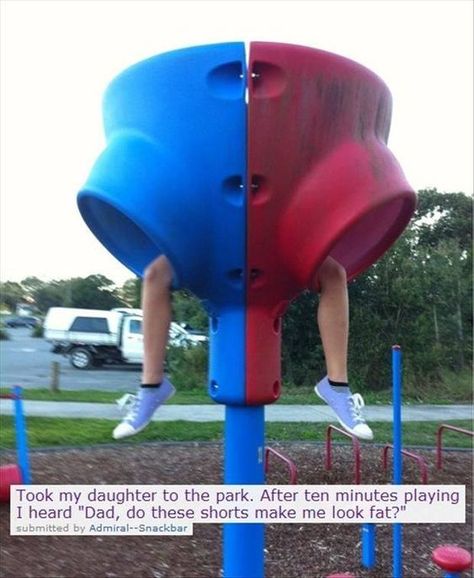 Took my daughter to the park. After ten minutes playing
I heard "Dad, do these shorts make me look fat?"
submitted by Admiral--Snackbar